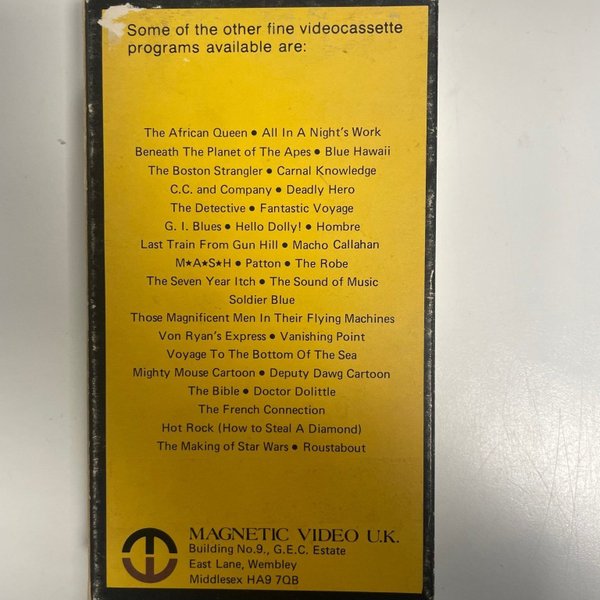 Some of the other fine videocassette
programs available are:
The African Queen ● All In A Night's Work
Beneath The Planet of The Apes ● Blue Hawaii
The Boston Strangler ● Carnal Knowledge
C.C. and Company ● Deadly Hero
The Detective ● Fantastic Voyage
G. I. Blues ● Hello Dolly! ● Hombre
Last Train From Gun Hill ● Macho Callahan
M★A★S★H ● Patton ● The Robe
The Seven Year Itch ● The Sound of Music
Soldier Blue
Those Magnificent Men In Their Flying Machines
Von Ryan's Express ● Vanishing Point
Voyage To The Bottom Of The Sea
Mighty Mouse Cartoon ● Deputy Dawg Cartoon
The Bible ● Doctor Dolittle
The French Connection
Hot Rock (How to Steal A Diamond)
The Making of Star Wars ● Roustabout
MAGNETIC VIDEO U.K.
Building No.9., G.E.C. Estate
East Lane, Wembley
Middlesex HA9 7QB